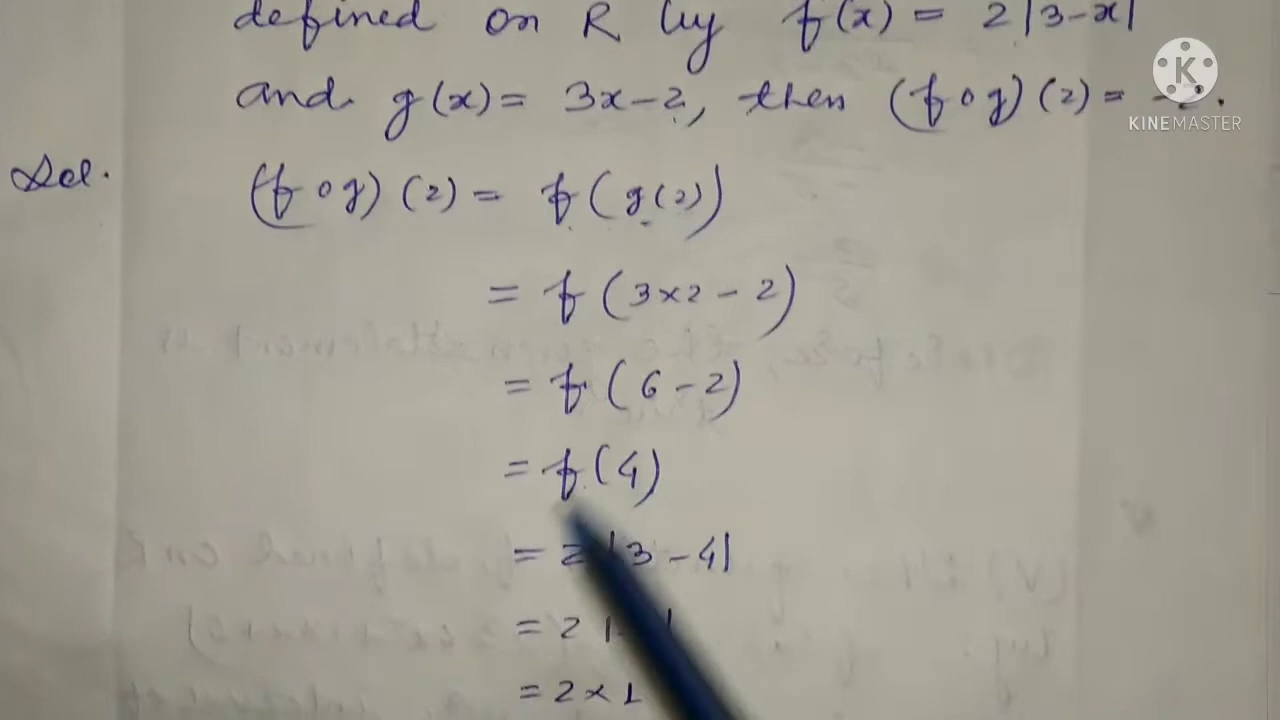 defined on R by f(x) = 2|3-x|
K
and g(x) = 3x-2, then (f o g)(2) = -2.
KINEMASTER
Sol. (f o g)(2) = f(g(2))
= f(3×2-2)
= f(6-2)
= f(4)
= 2|3-4|
= 2|
= 2×1